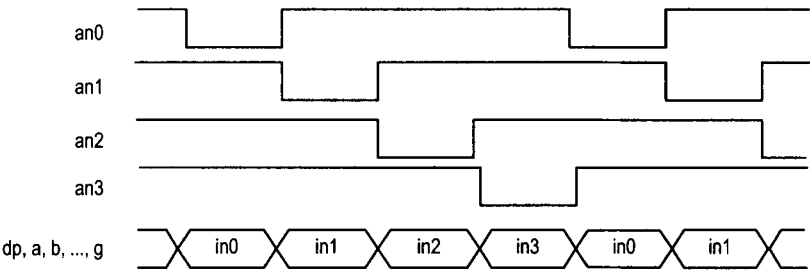 an0
an1
an2
an3
dp, a, b, ..., g in0 in1 in2 in3 in0 in1